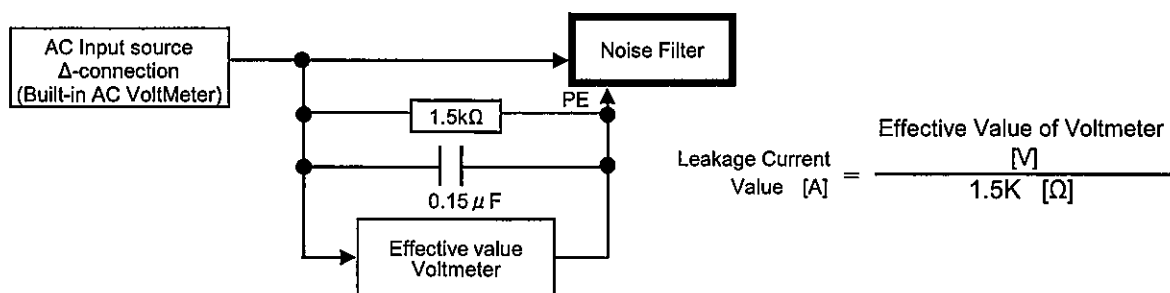 AC Input source
Δ-connection
(Built-in AC VoltMeter)
Noise Filter
PE
1.5kΩ
0.15μF
Effective value
Voltmeter
Leakage Current
Value [A]
=
Effective Value of Voltmeter
[V]
1.5K [Ω]